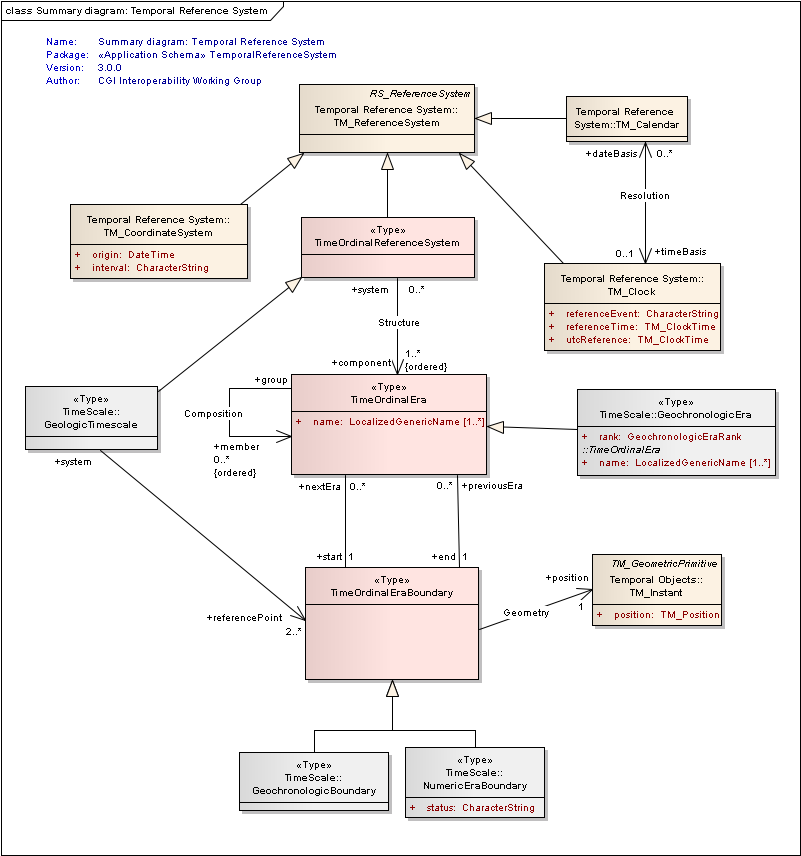 class Summary diagram: Temporal Reference System
Name: Summary diagram: Temporal Reference System
Package: «Application Schema» TemporalReferenceSystem
Version: 3.0.0
Author: CGI Interoperability Working Group
RS_ReferenceSystem
Temporal Reference System::
TM_ReferenceSystem
Temporal Reference
System::TM_Calendar
+dateBasis 0..*
Resolution
0..1 +timeBasis
Temporal Reference System::
TM_CoordinateSystem
+ origin: DateTime
+ interval: CharacterString
«Type»
TimeOrdinalReferenceSystem
Temporal Reference System::
TM_Clock
+ referenceEvent: CharacterString
+ referenceTime: TM_ClockTime
+ utcReference: TM_ClockTime
+system 0..*
Structure
1..*
+component {ordered}
«Type»
TimeScale::
GeologicTimescale
+group
Composition
+member
0..*
{ordered}
«Type»
TimeOrdinalEra
+ name: LocalizedGenericName [1..*]
«Type»
TimeScale::GeochronologicEra
+ rank: GeochronologicEraRank
::TimeOrdinalEra
+ name: LocalizedGenericName [1..*]
+system
+nextEra 0..*
0..* +previousEra
+start 1
+end 1
«Type»
TimeOrdinalEraBoundary
+referencePoint
2..*
+position
Geometry
1
TM_GeometricPrimitive
Temporal Objects::
TM_Instant
+ position: TM_Position
«Type»
TimeScale::
GeochronologicBoundary
«Type»
TimeScale::
NumericEraBoundary
+ status: CharacterString